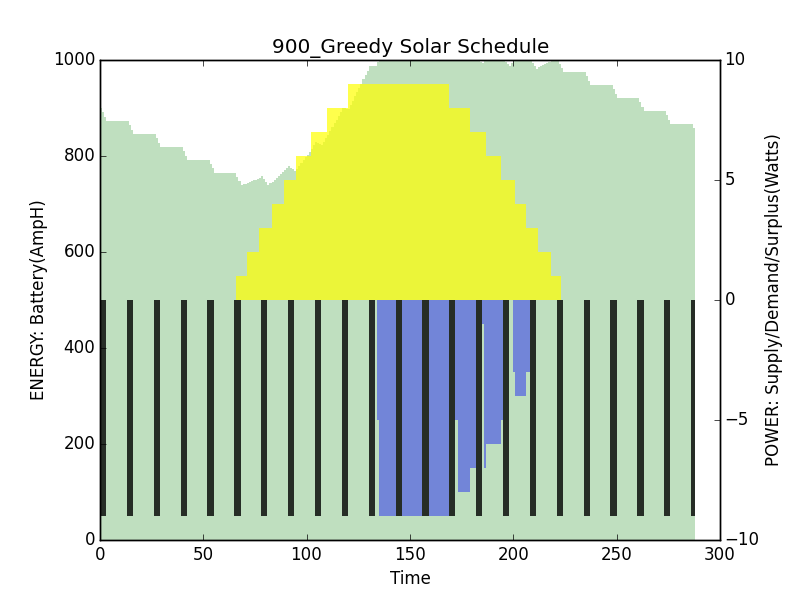 900_Greedy Solar Schedule
1000
800
600
400
200
0
ENERGY: Battery(AmpH)
10
5
0
−5
−10
POWER: Supply/Demand/Surplus(Watts)
0 50 100 150 200 250 300
Time